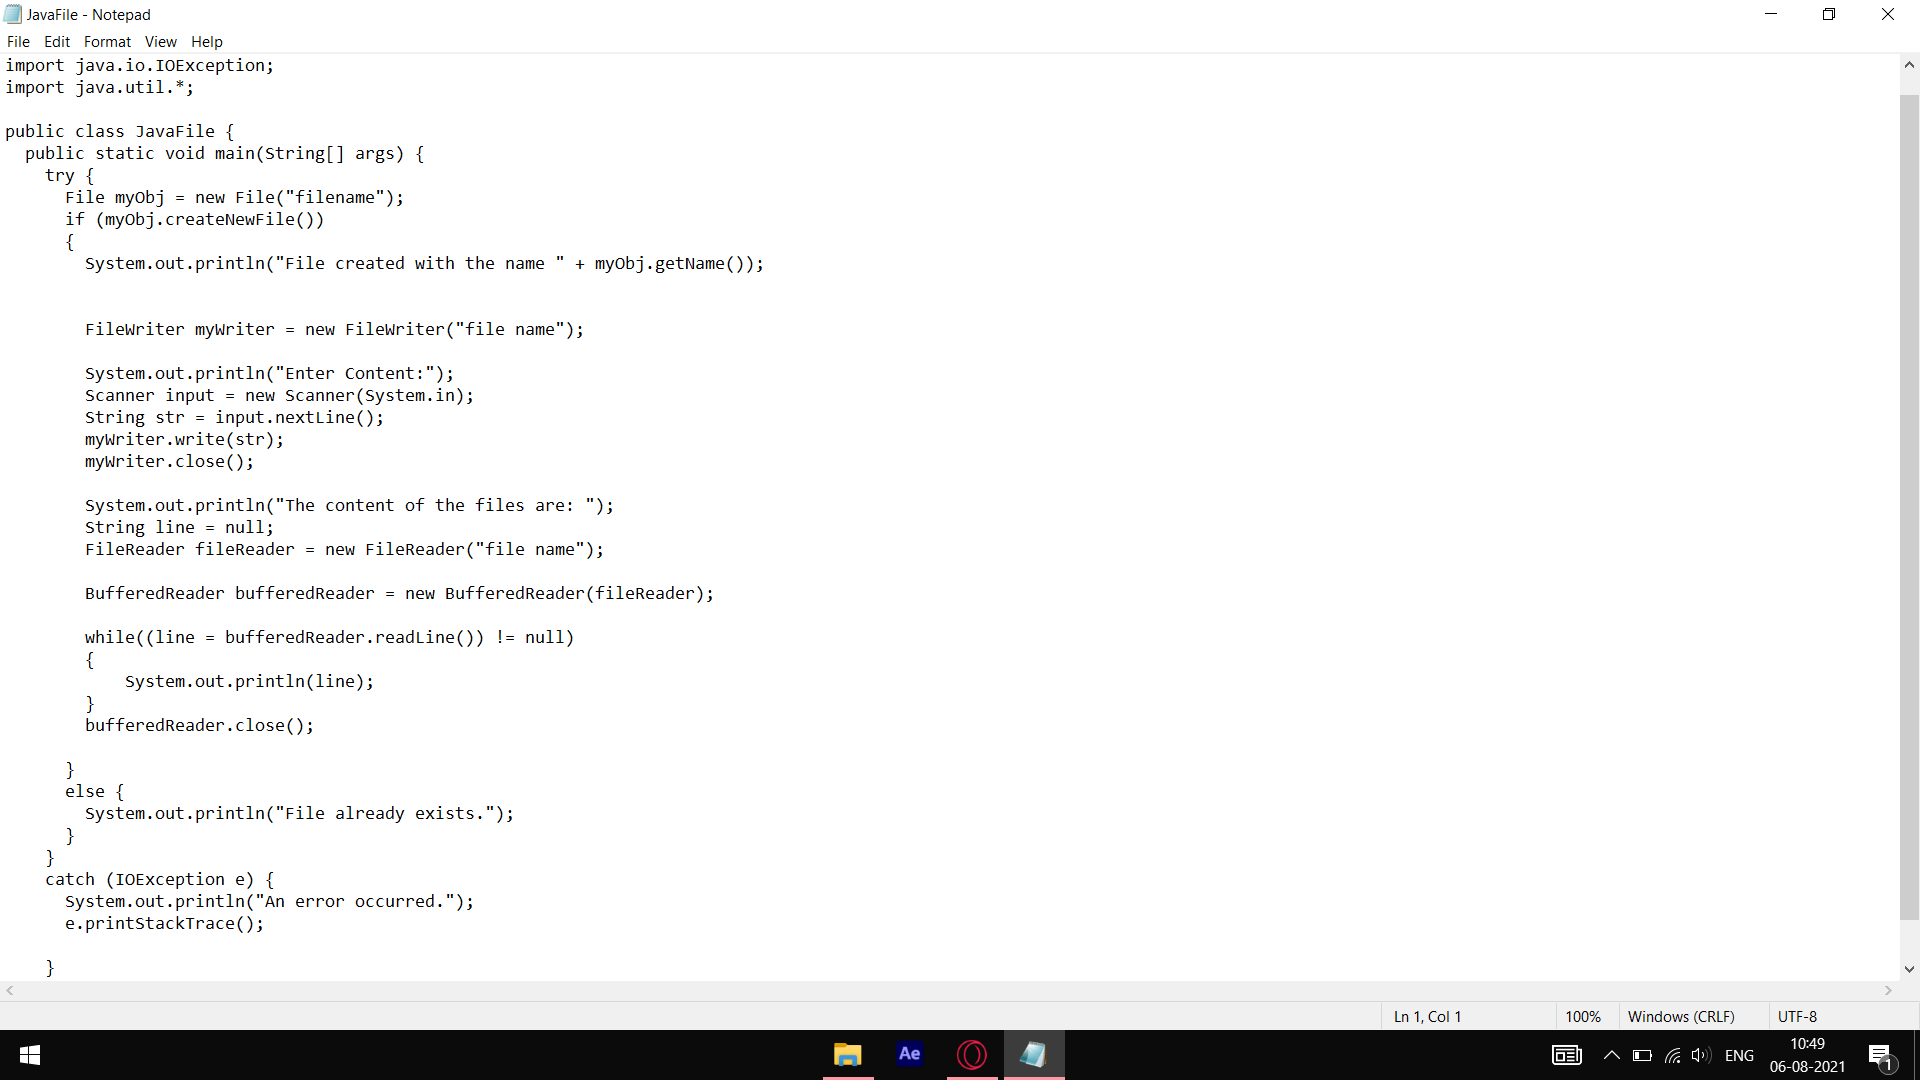 JavaFile - Notepad
File Edit Format View Help
import java.io.IOException;
import java.util.*;
public class JavaFile {
  public static void main(String[] args) {
    try {
      File myObj = new File("filename");
      if (myObj.createNewFile())
      {
        System.out.println("File created with the name " + myObj.getName());
        FileWriter myWriter = new FileWriter("file name");
        System.out.println("Enter Content:");
        Scanner input = new Scanner(System.in);
        String str = input.nextLine();
        myWriter.write(str);
        myWriter.close();
        System.out.println("The content of the files are: ");
        String line = null;
        FileReader fileReader = new FileReader("file name");
        BufferedReader bufferedReader = new BufferedReader(fileReader);
        while((line = bufferedReader.readLine()) != null)
        {
            System.out.println(line);
        }
        bufferedReader.close();
      }
      else {
        System.out.println("File already exists.");
      }
    }
    catch (IOException e) {
      System.out.println("An error occurred.");
      e.printStackTrace();
    }
Ln 1, Col 1 100% Windows (CRLF) UTF-8
Ae ENG 10:49
06-08-2021 1